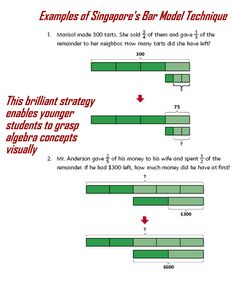 Examples of Singapore's Bar Model Technique
1. Marisol made 300 tarts. She sold 3/4 of them and gave 1/3 of the
remainder to her neighbor. How many tarts did she have left?
300
?
This brilliant strategy
enables younger
students to grasp
algebra concepts
visually
75
?
2. Mr. Anderson gave 2/5 of his money to his wife and spent 1/2 of the
remainder. If he had $300 left, how much money did he have at first?
?
$300
?
$600